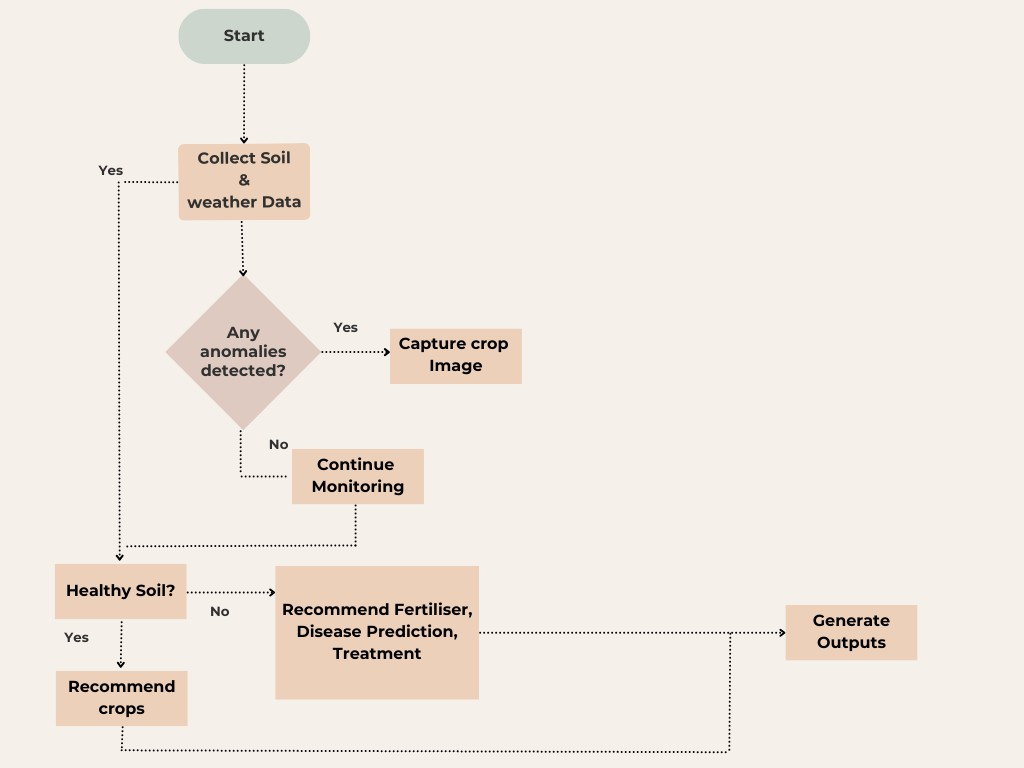 Start
Yes
Collect Soil
&
weather Data
Any
anomalies
detected?
Yes
Capture crop
Image
No
Continue
Monitoring
Healthy Soil?
No
Recommend Fertiliser,
Disease Prediction,
Treatment
Generate
Outputs
Yes
Recommend
crops